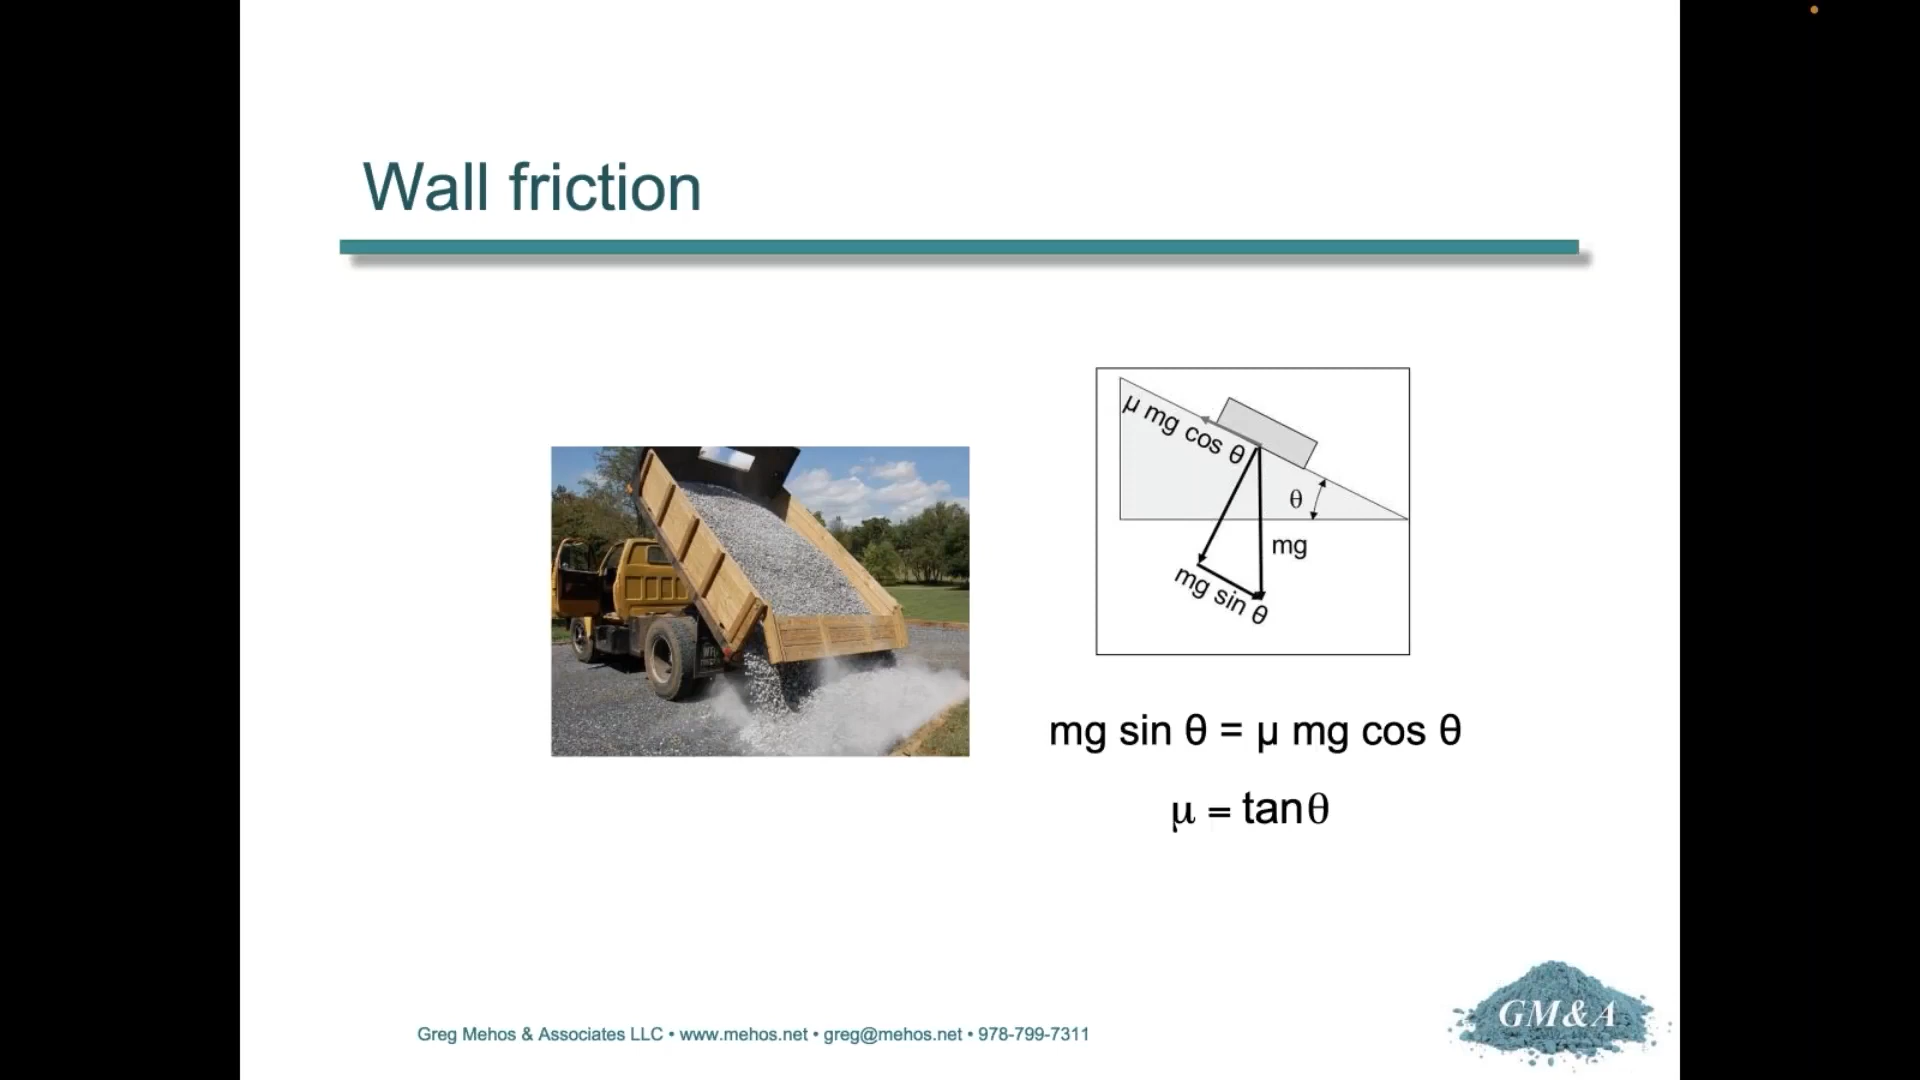 Wall friction
μ mg cos θ
θ
mg
mg sin θ
mg sin θ = μ mg cos θ
μ = tanθ
GM&A
Greg Mehos & Associates LLC • www.mehos.net • greg@mehos.net • 978-799-7311